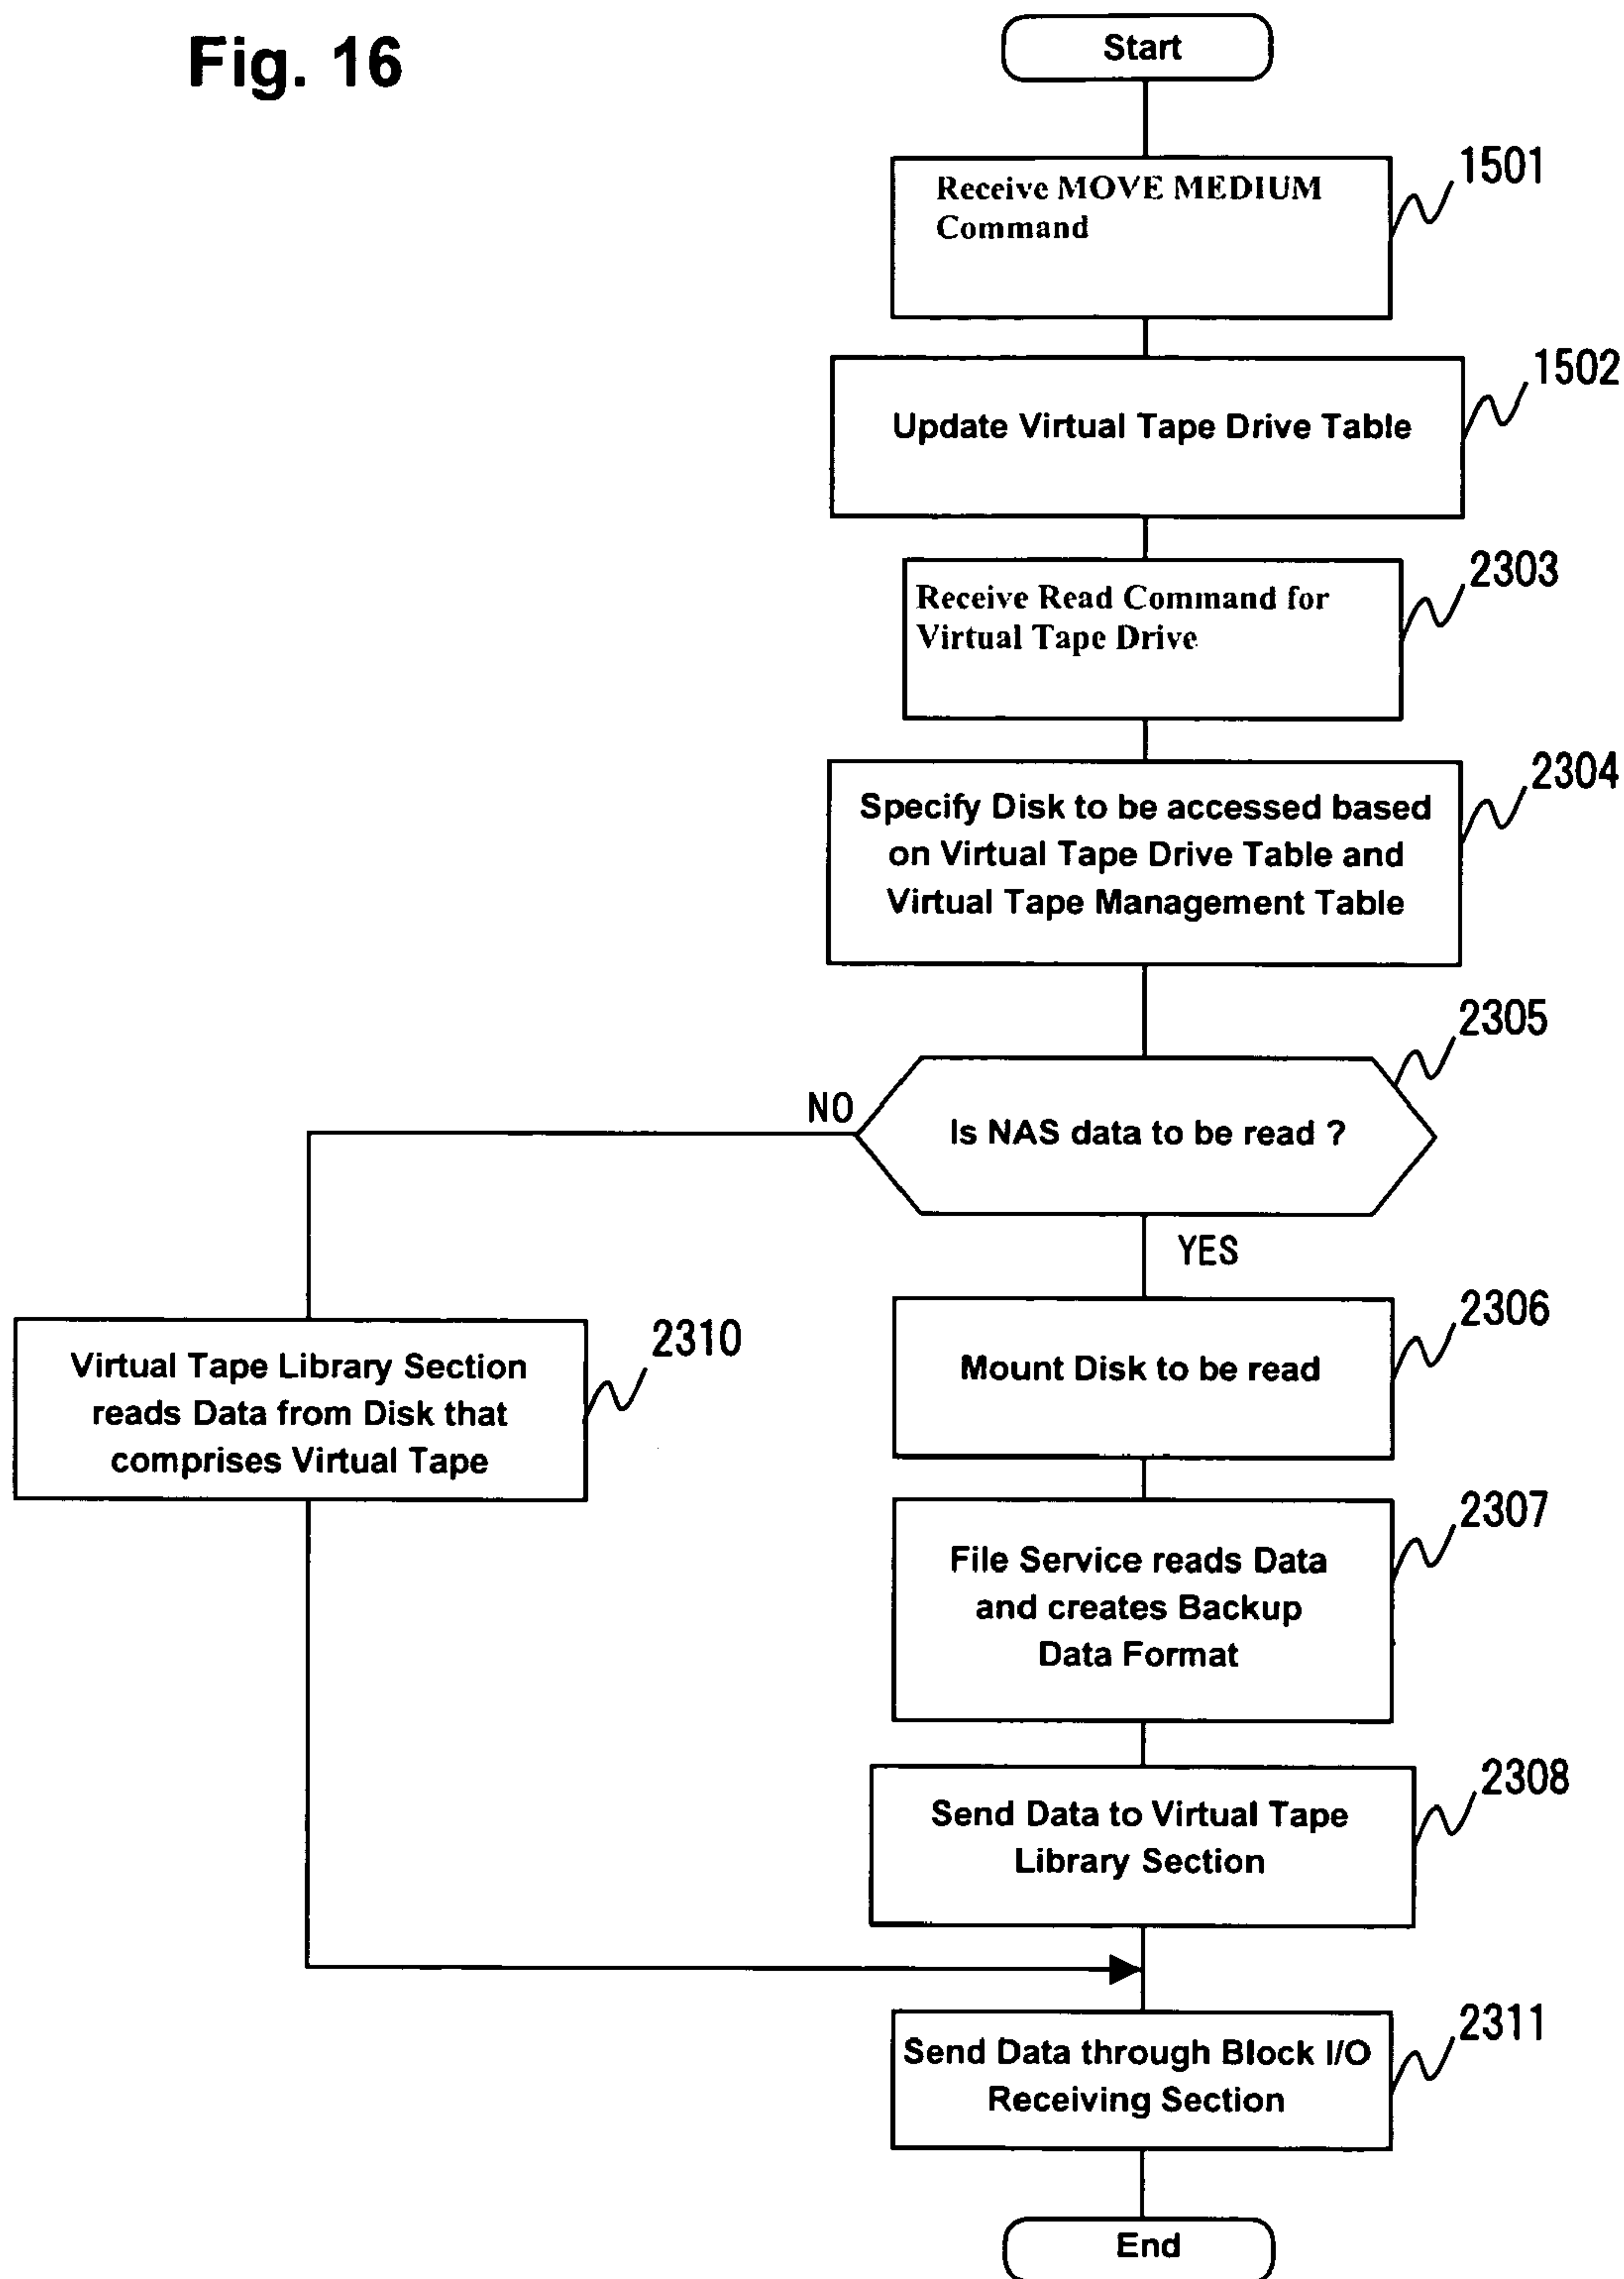 Fig. 16
Start
Receive MOVE MEDIUM
Command
1501
Update Virtual Tape Drive Table
1502
Receive Read Command for
Virtual Tape Drive
2303
Specify Disk to be accessed based
on Virtual Tape Drive Table and
Virtual Tape Management Table
2304
Is NAS data to be read ?
2305
NO
YES
Virtual Tape Library Section
reads Data from Disk that
comprises Virtual Tape
2310
Mount Disk to be read
2306
File Service reads Data
and creates Backup
Data Format
2307
Send Data to Virtual Tape
Library Section
2308
Send Data through Block I/O
Receiving Section
2311
End